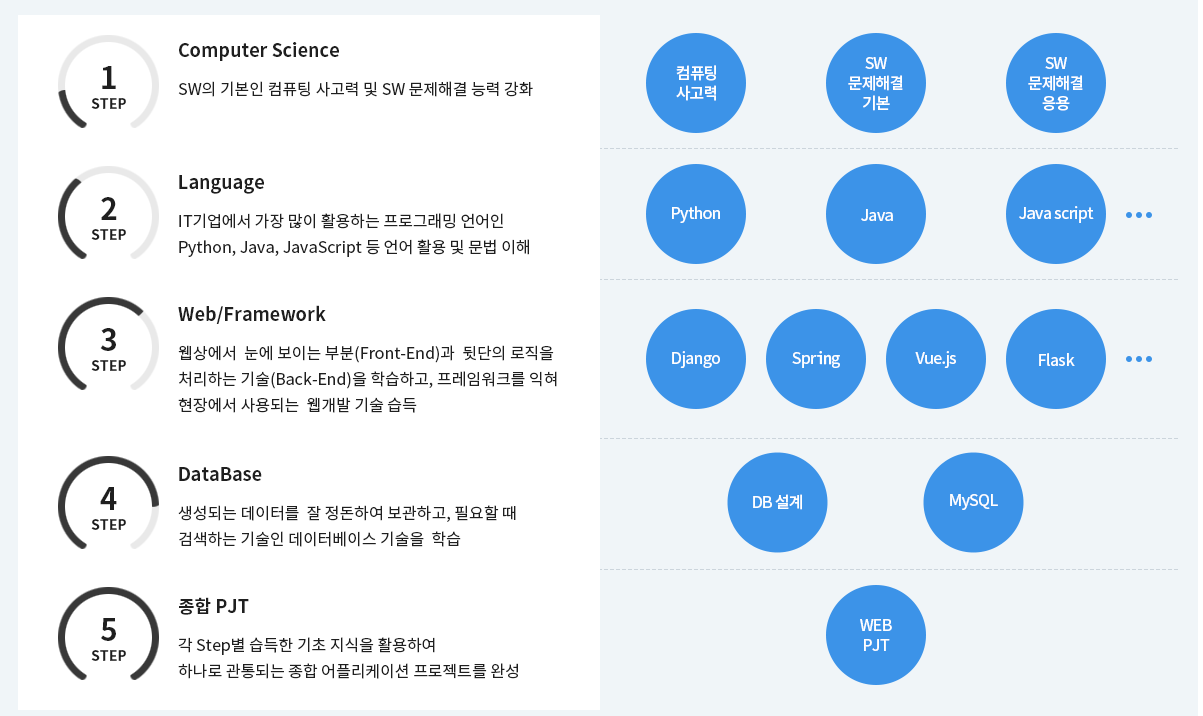 1
STEP
Computer Science
SW의 기본인 컴퓨팅 사고력 및 SW 문제해결 능력 강화
컴퓨팅
사고력
SW
문제해결
기본
SW
문제해결
응용
2
STEP
Language
IT기업에서 가장 많이 활용하는 프로그래밍 언어인
Python, Java, JavaScript 등 언어 활용 및 문법 이해
Python
Java
Java script
3
STEP
Web/Framework
웹상에서 눈에 보이는 부분(Front-End)과 뒷단의 로직을
처리하는 기술(Back-End)을 학습하고, 프레임워크를 익혀
현장에서 사용되는 웹개발 기술 습득
Django
Spring
Vue.js
Flask
4
STEP
DataBase
생성되는 데이터를 잘 정돈하여 보관하고, 필요할 때
검색하는 기술인 데이터베이스 기술을 학습
DB 설계
MySQL
5
STEP
종합 PJT
각 Step별 습득한 기초 지식을 활용하여
하나로 관통되는 종합 어플리케이션 프로젝트를 완성
WEB
PJT